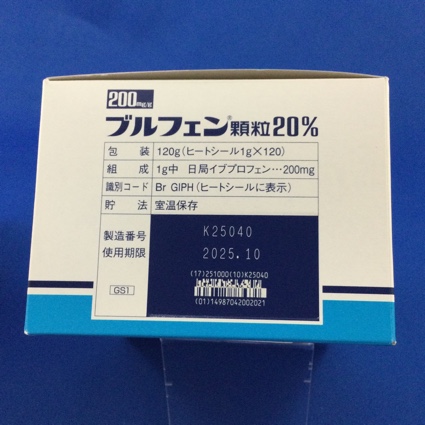 200mg/g
ブルフェン®顆粒20%
包装 120g(ヒートシール1g×120)
組成 1g中 日局イブプロフェン…200mg
識別コード Br GIPH(ヒートシールに表示)
貯法 室温保存
製造番号 K25040
使用期限 2025.10
(17)251000(10)K25040
GS1
(01)14987042002021